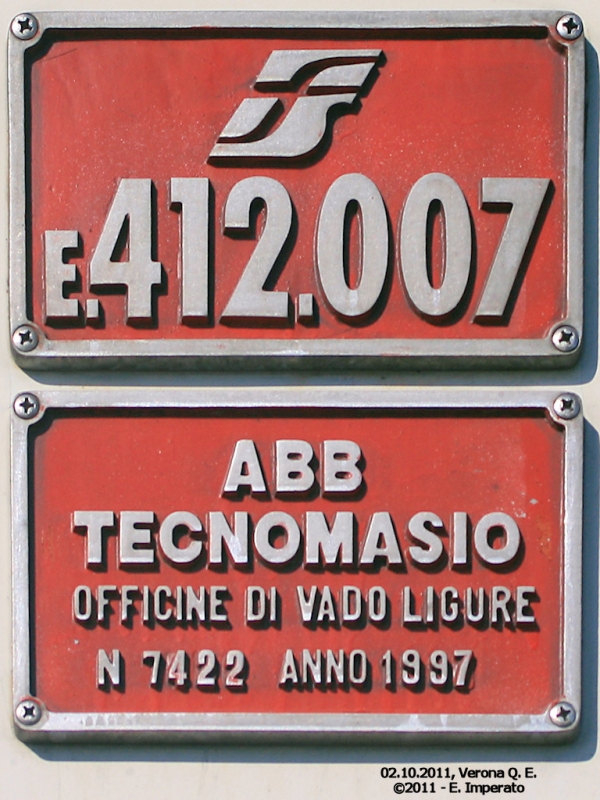 E.412.007
ABB
TECNOMASIO
OFFICINE DI VADO LIGURE
N 7422 ANNO 1997
02.10.2011, Verona Q. E.
©2011 - E. Imperato